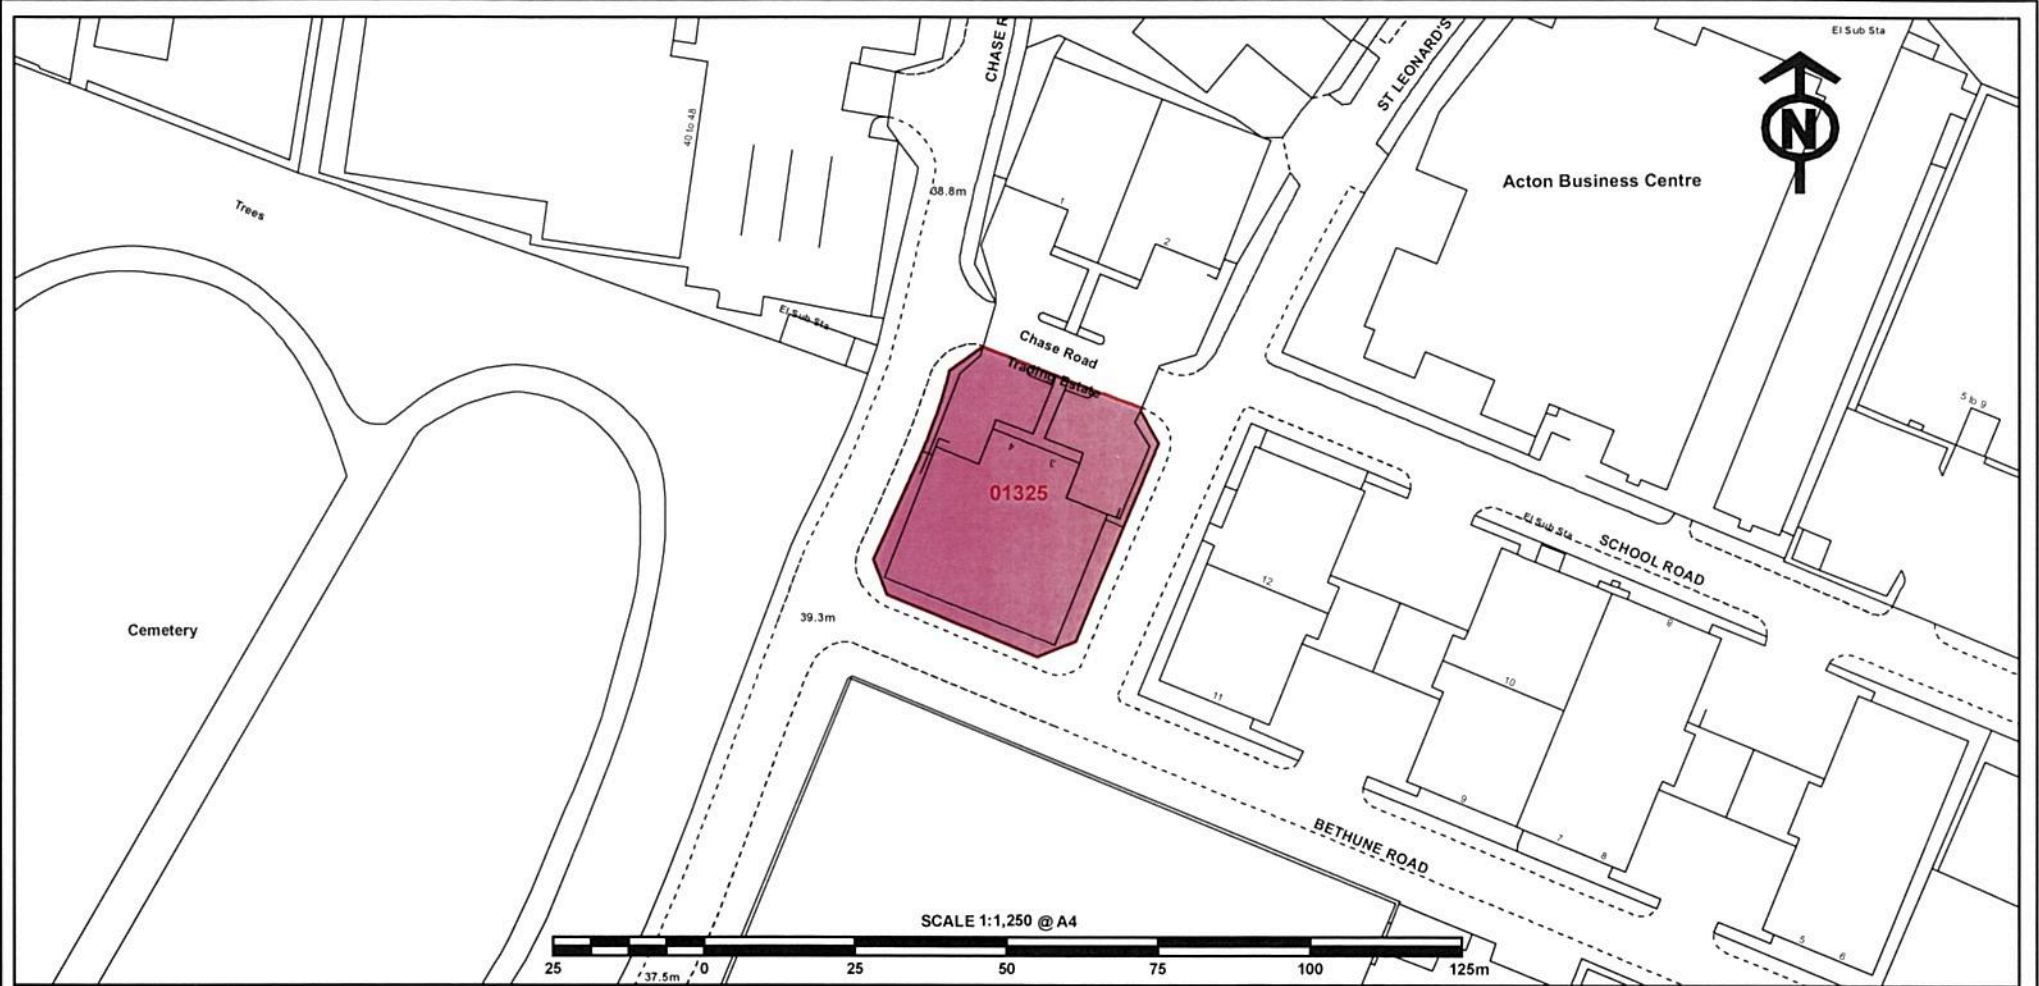 CHASE R
ST LEONARD'S
El Sub Sta
N
40 to 48
Acton Business Centre
38.8m
1
Trees
2
El Sub Sta
Chase Road
Trading Estate
5 to 9
4
3
01325
El Sub Sta
SCHOOL ROAD
12
Cemetery
39.3m
8
10
11
9
7
8
BETHUNE ROAD
SCALE 1:1,250 @ A4
5
6
25 0 25 50 75 100 125m
37.5m